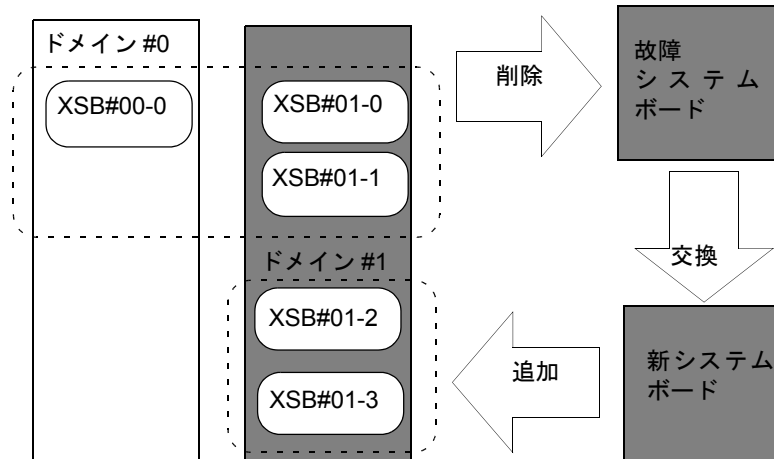 ドメイン #0
XSB#00-0
XSB#01-0
XSB#01-1
ドメイン #1
XSB#01-2
XSB#01-3
削除
故障
システム
ボード
交換
新システム
ボード
追加